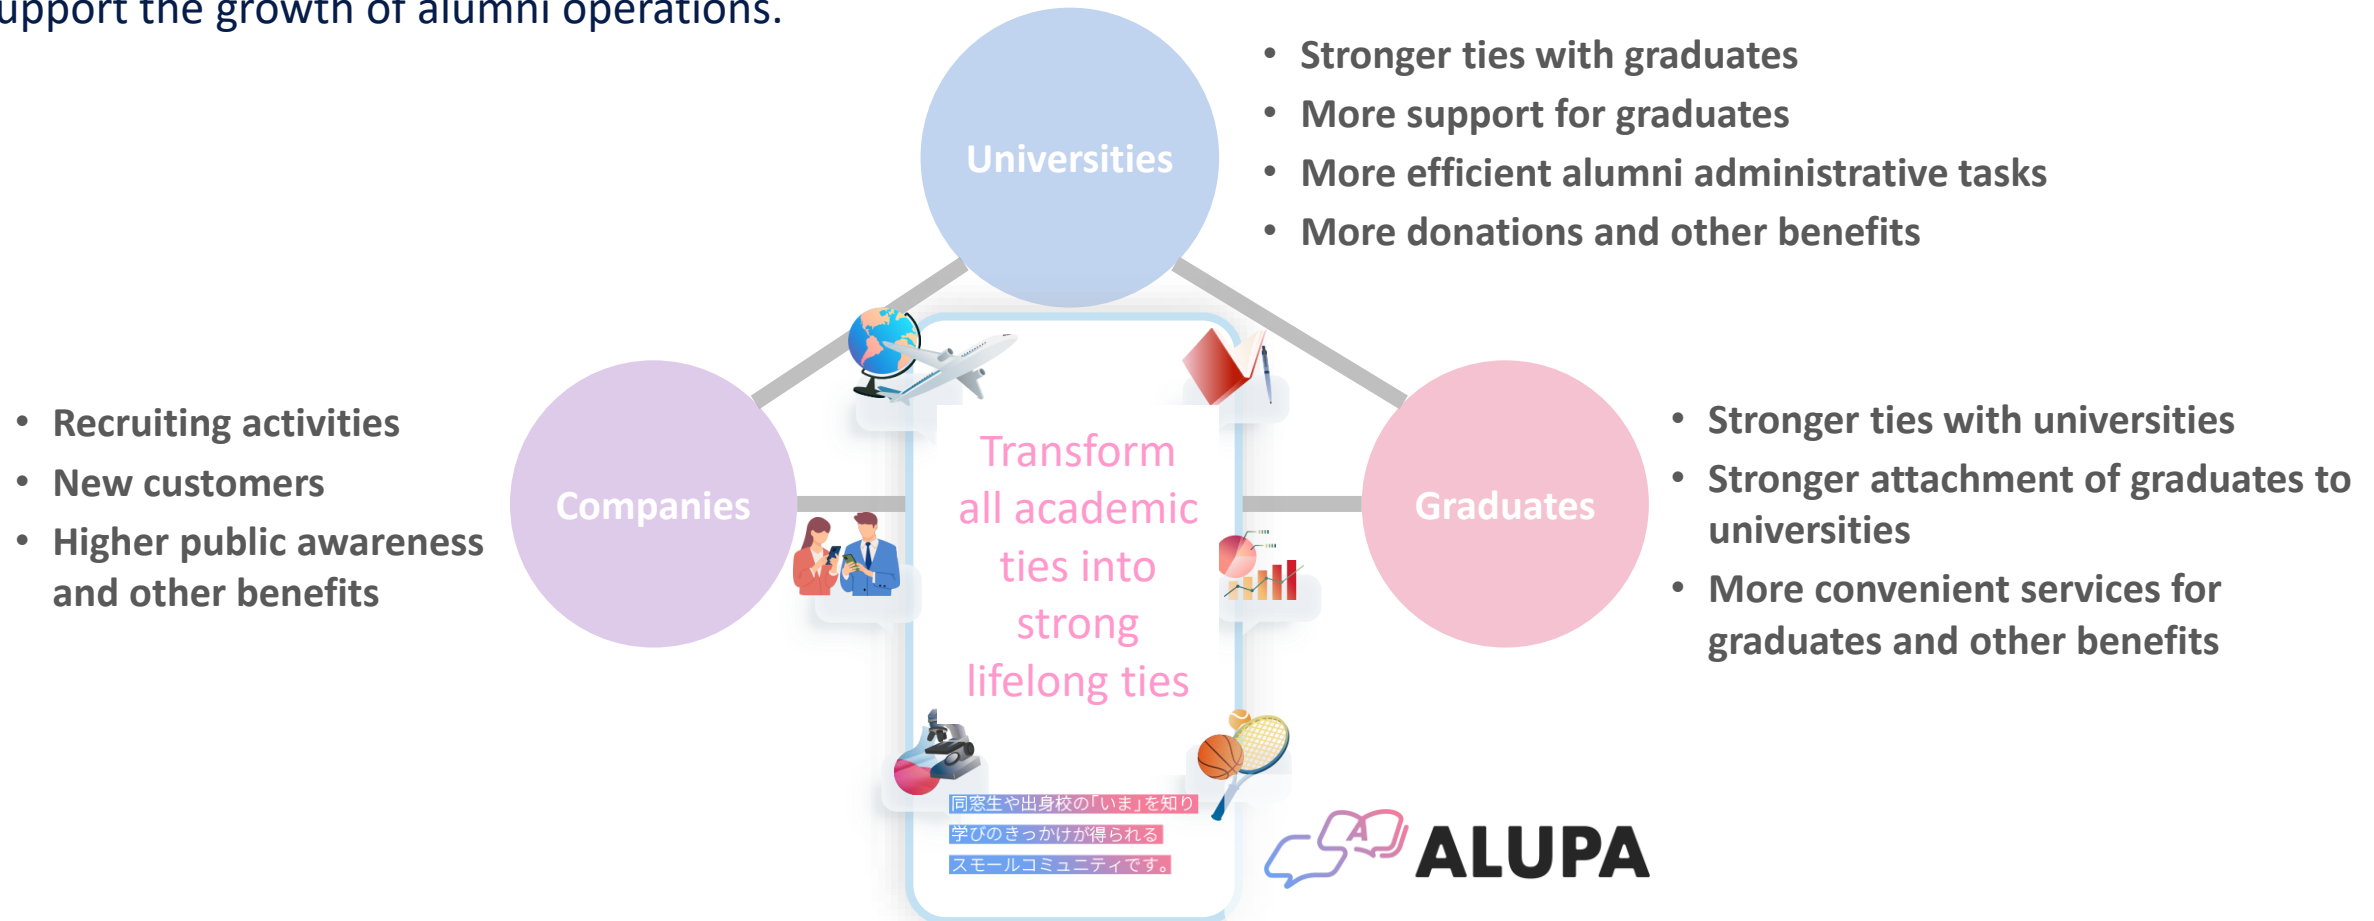 upport the growth of alumni operations.
Universities
• Stronger ties with graduates
• More support for graduates
• More efficient alumni administrative tasks
• More donations and other benefits
Companies
• Recruiting activities
• New customers
• Higher public awareness
and other benefits
Transform
all academic
ties into
strong
lifelong ties
Graduates
• Stronger ties with universities
• Stronger attachment of graduates to
universities
• More convenient services for
graduates and other benefits
同窓生や出身校の「いま」を知り
学びのきっかけが得られる
スモールコミュニティです。
A
ALUPA